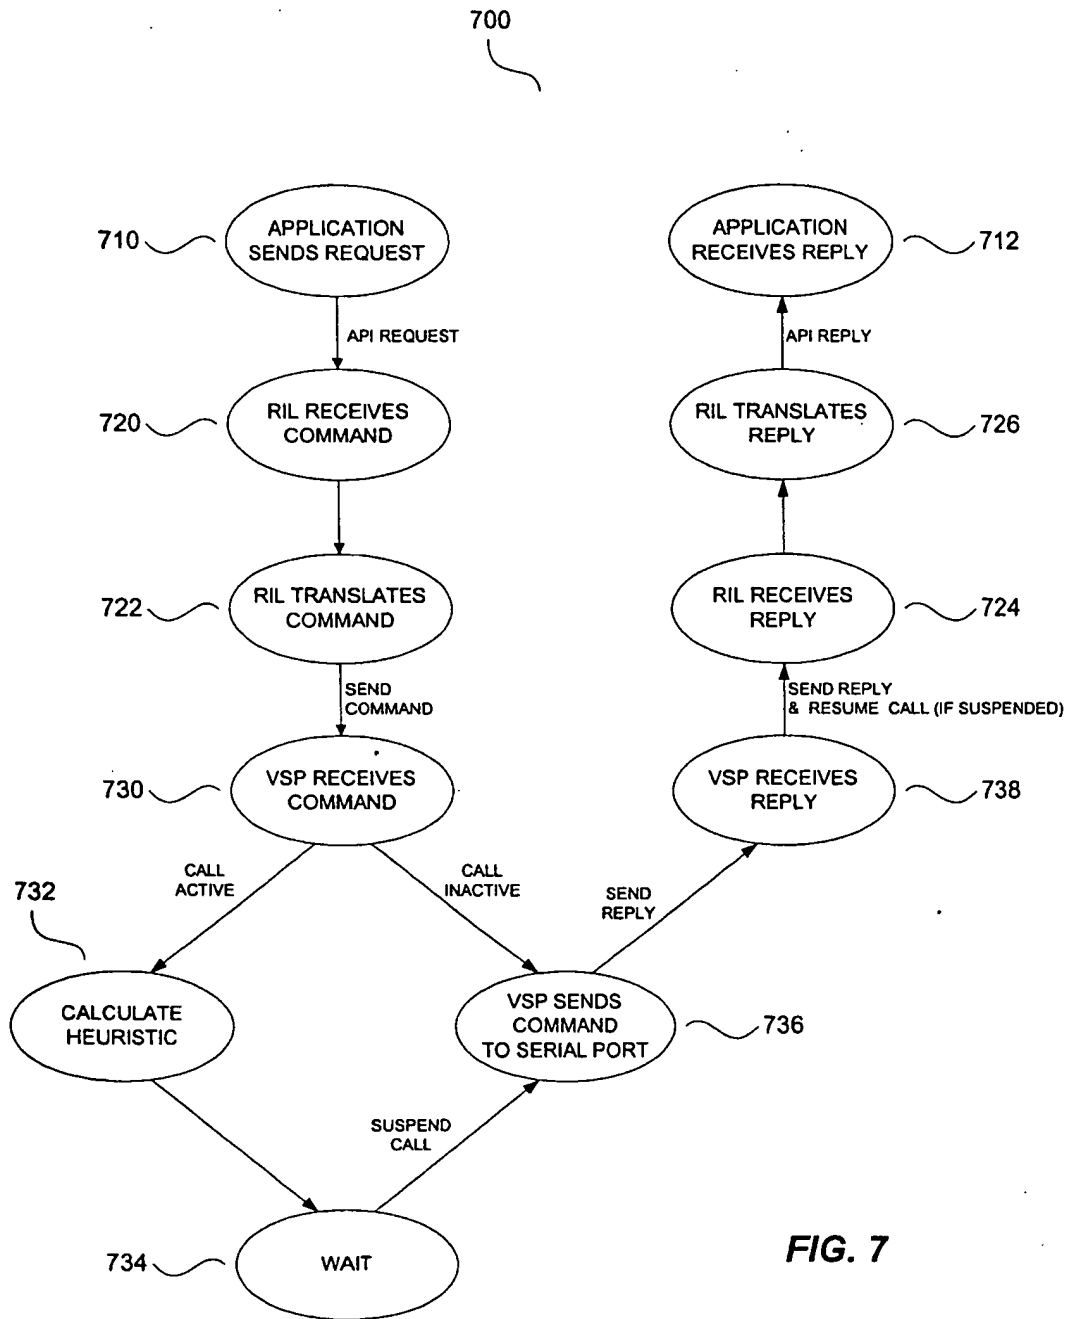 700
710
APPLICATION
SENDS REQUEST
APPLICATION
RECEIVES REPLY
712
API REQUEST
API REPLY
720
RIL RECEIVES
COMMAND
RIL TRANSLATES
REPLY
726
722
RIL TRANSLATES
COMMAND
RIL RECEIVES
REPLY
724
SEND
COMMAND
SEND REPLY
& RESUME CALL (IF SUSPENDED)
730
VSP RECEIVES
COMMAND
VSP RECEIVES
REPLY
738
CALL
ACTIVE
CALL
INACTIVE
SEND
REPLY
732
CALCULATE
HEURISTIC
VSP SENDS
COMMAND
TO SERIAL PORT
736
SUSPEND
CALL
734
WAIT
FIG. 7